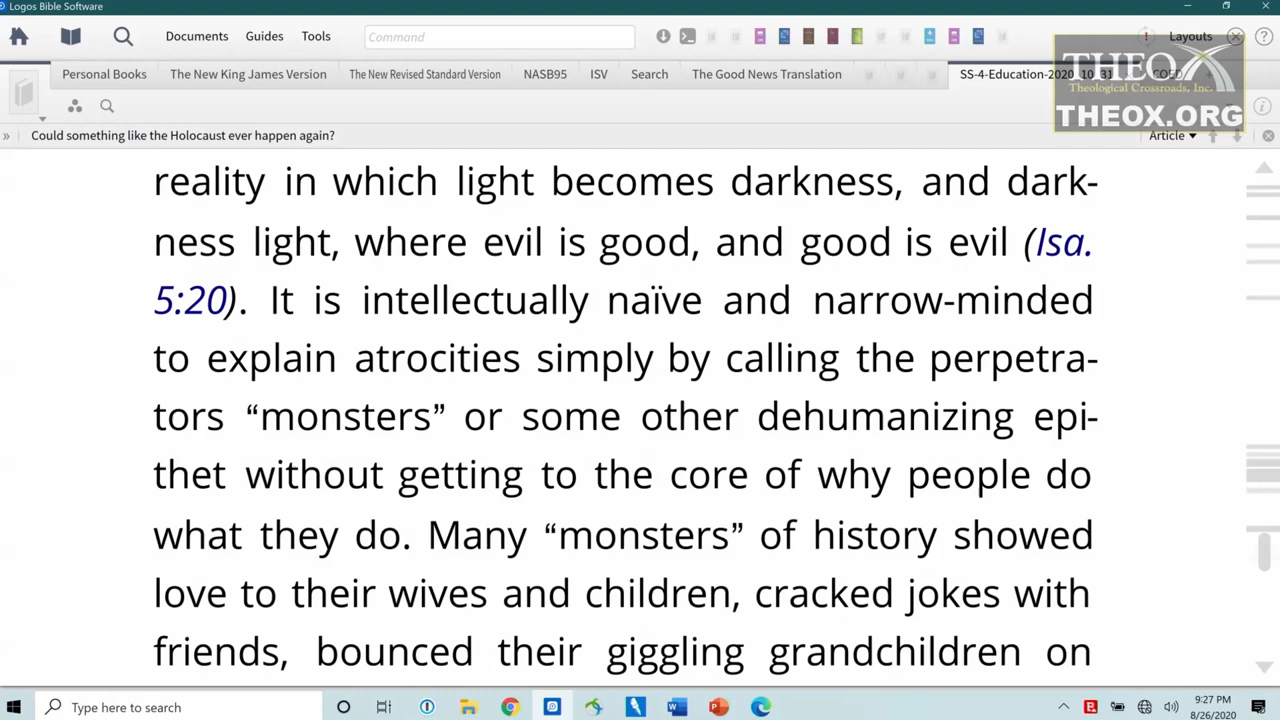 Logos Bible Software
Documents Guides Tools Command Layouts
Personal Books The New King James Version The New Revised Standard Version NASB95 ISV Search The Good News Translation SS-4-Education-2020 10 31
THEOX
Theological Crossroads, Inc.
THEOX.ORG
» Could something like the Holocaust ever happen again? Article
reality in which light becomes darkness, and dark-
ness light, where evil is good, and good is evil (Isa.
5:20). It is intellectually naïve and narrow-minded
to explain atrocities simply by calling the perpetra-
tors “monsters” or some other dehumanizing epi-
thet without getting to the core of why people do
what they do. Many “monsters” of history showed
love to their wives and children, cracked jokes with
friends, bounced their giggling grandchildren on
Type here to search
9:27 PM
8/26/2020